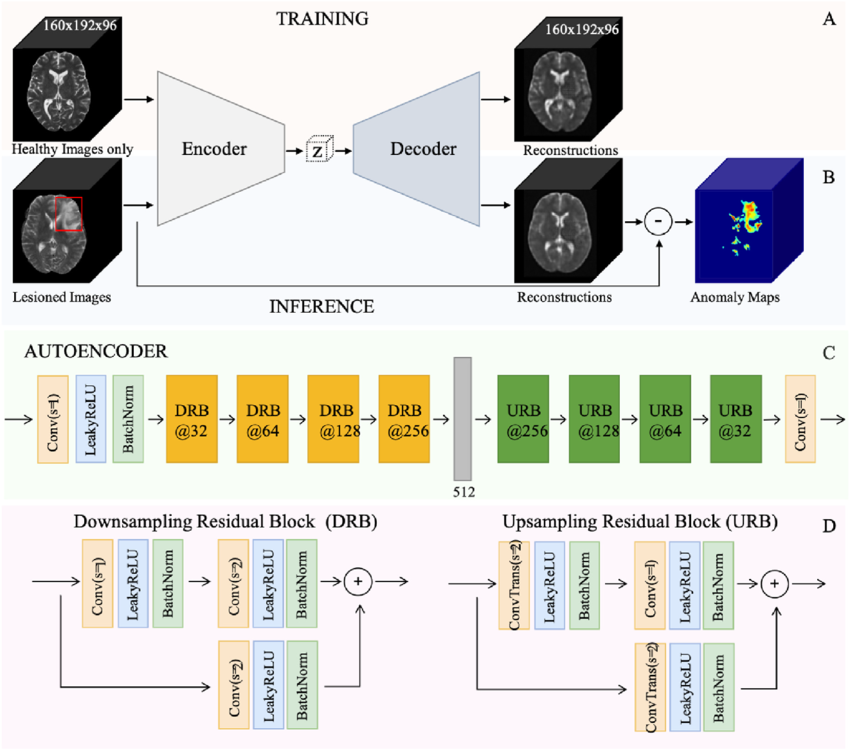 TRAINING
A
160x192x96
160x192x96
Encoder
Z
Decoder
Healthy Images only
Reconstructions
B
-
Lesioned Images
INFERENCE
Reconstructions
Anomaly Maps
AUTOENCODER
C
Conv(s=1)
LeakyReLU
BatchNorm
DRB
@32
DRB
@64
DRB
@128
DRB
@256
512
URB
@256
URB
@128
URB
@64
URB
@32
Conv(s=1)
Downsampling Residual Block (DRB)
Upsampling Residual Block (URB)
D
Conv(s=1)
LeakyReLU
BatchNorm
Conv(s=2)
LeakyReLU
BatchNorm
+
Conv(s=2)
LeakyReLU
BatchNorm
ConvTrans(s=2)
LeakyReLU
BatchNorm
Conv(s=1)
LeakyReLU
BatchNorm
+
ConvTrans(s=2)
LeakyReLU
BatchNorm